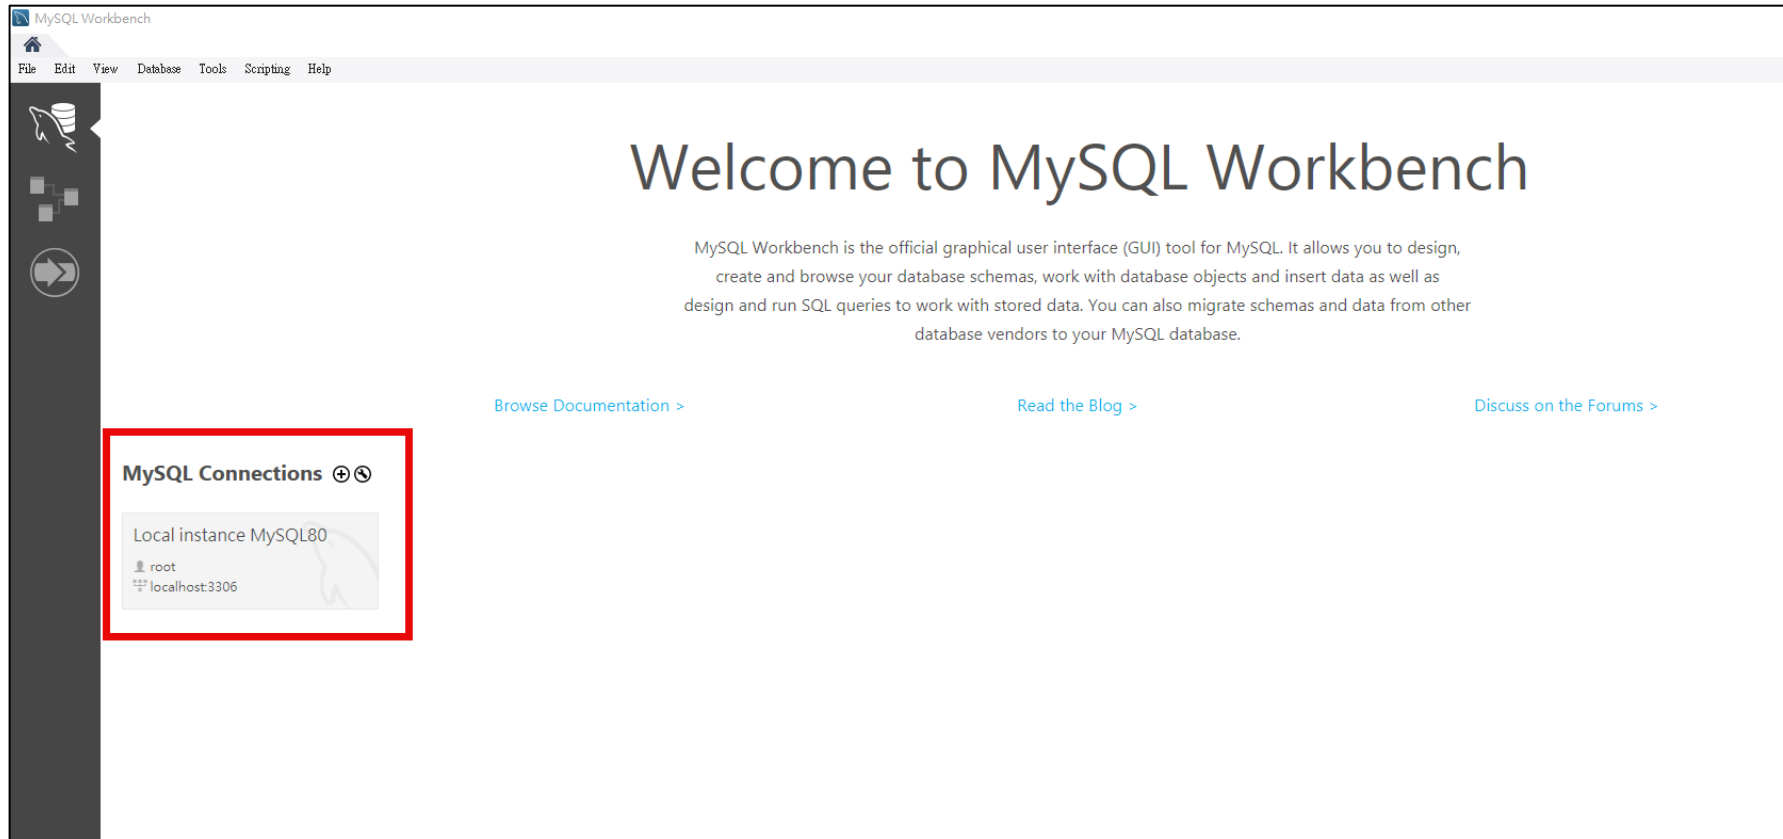 MySQL Workbench
File Edit View Database Tools Scripting Help
Welcome to MySQL Workbench
MySQL Workbench is the official graphical user interface (GUI) tool for MySQL. It allows you to design,
create and browse your database schemas, work with database objects and insert data as well as
design and run SQL queries to work with stored data. You can also migrate schemas and data from other
database vendors to your MySQL database.
Browse Documentation > Read the Blog > Discuss on the Forums >
MySQL Connections
Local instance MySQL80
root
localhost:3306